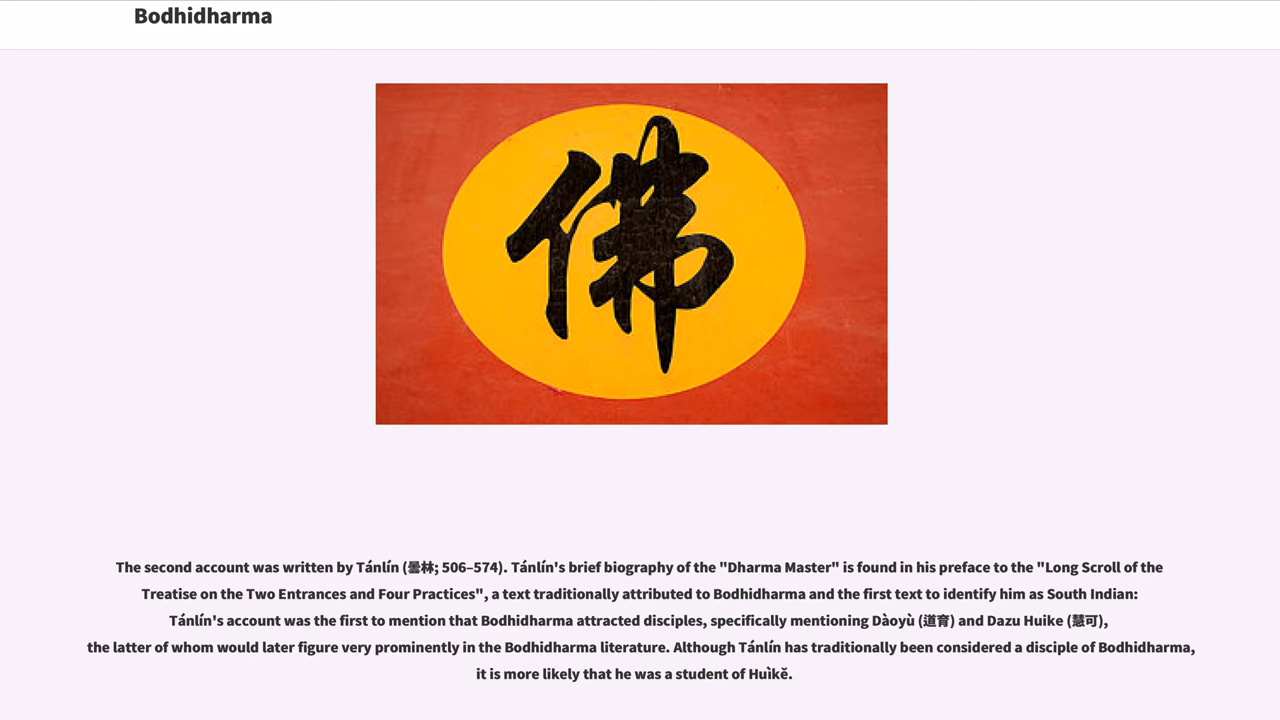 Bodhidharma
佛
The second account was written by Tánlín (曇林; 506–574). Tánlín's brief biography of the "Dharma Master" is found in his preface to the "Long Scroll of the
Treatise on the Two Entrances and Four Practices", a text traditionally attributed to Bodhidharma and the first text to identify him as South Indian:
Tánlín's account was the first to mention that Bodhidharma attracted disciples, specifically mentioning Dàoyù (道育) and Dazu Huike (慧可),
the latter of whom would later figure very prominently in the Bodhidharma literature. Although Tánlín has traditionally been considered a disciple of Bodhidharma,
it is more likely that he was a student of Huìkě.